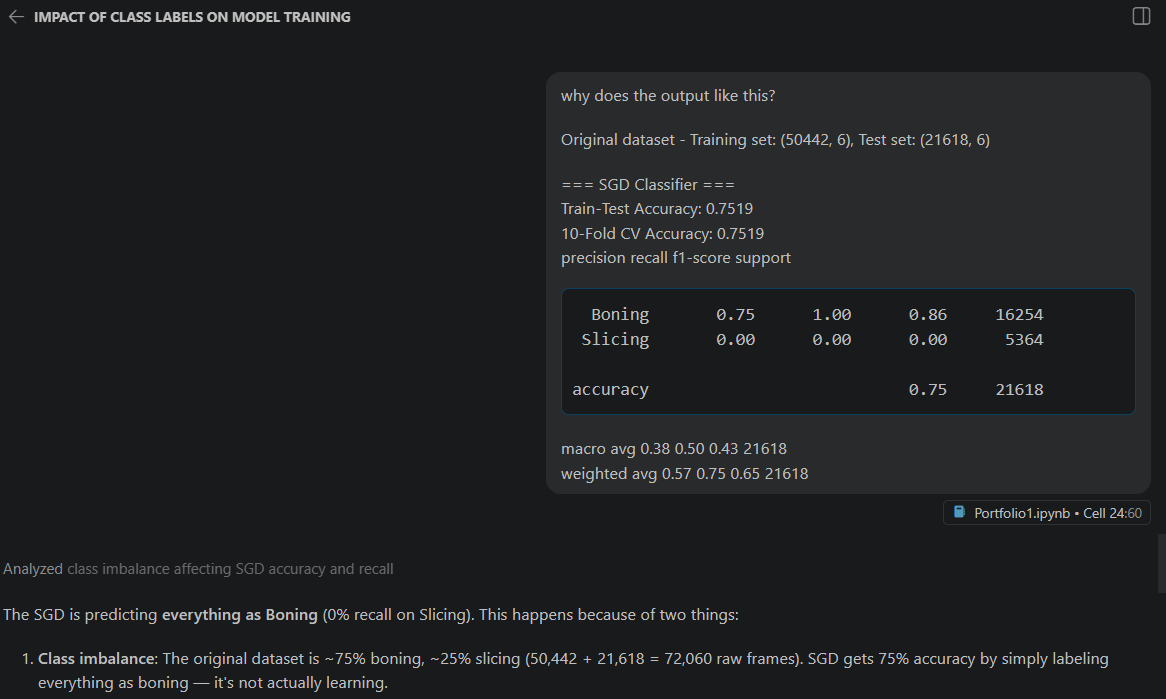 IMPACT OF CLASS LABELS ON MODEL TRAINING
why does the output like this?
Original dataset - Training set: (50442, 6), Test set: (21618, 6)
=== SGD Classifier ===
Train-Test Accuracy: 0.7519
10-Fold CV Accuracy: 0.7519
precision recall f1-score support
Boning 0.75 1.00 0.86 16254
Slicing 0.00 0.00 0.00 5364
accuracy 0.75 21618
macro avg 0.38 0.50 0.43 21618
weighted avg 0.57 0.75 0.65 21618
Portfolio1.ipynb • Cell 24:60
Analyzed class imbalance affecting SGD accuracy and recall
The SGD is predicting everything as Boning (0% recall on Slicing). This happens because of two things:
1. Class imbalance: The original dataset is ~75% boning, ~25% slicing (50,442 + 21,618 = 72,060 raw frames). SGD gets 75% accuracy by simply labeling
everything as boning — it's not actually learning.